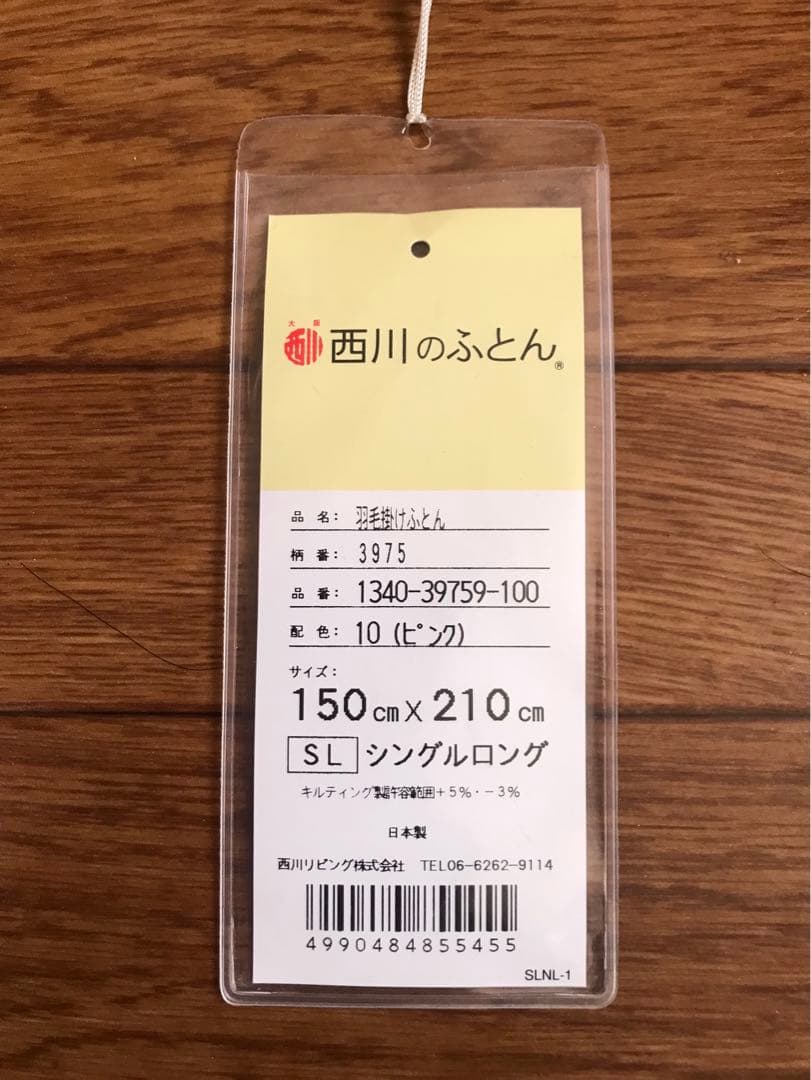 大阪
西川 西川のふとん®
品名: 羽毛掛けふとん
柄番: 3975
品番: 1340-39759-100
配色: 10 (ピンク)
サイズ:
150cm×210cm
SL シングルロング
キルティング製品許容範囲+5%・-3%
日本製
西川リビング株式会社 TEL06-6262-9114
4990484855455
SLNL-1